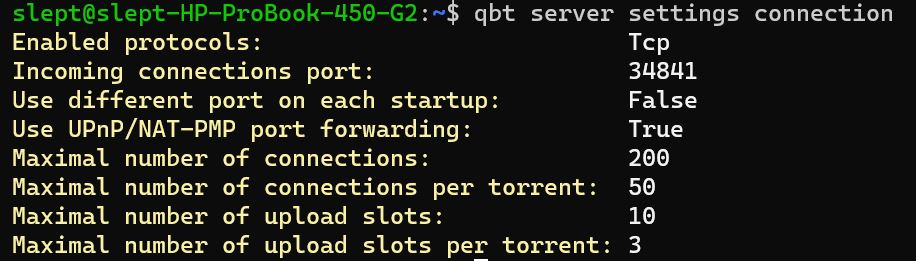 slept@slept-HP-ProBook-450-G2:~$ qbt server settings connection
Enabled protocols: Tcp
Incoming connections port: 34841
Use different port on each startup: False
Use UPnP/NAT-PMP port forwarding: True
Maximal number of connections: 200
Maximal number of connections per torrent: 50
Maximal number of upload slots: 10
Maximal number of upload slots per torrent: 3